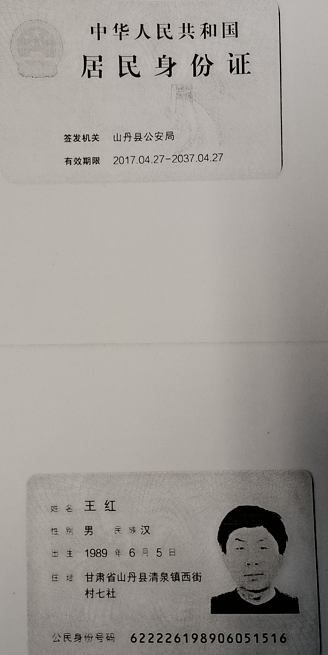 中华人民共和国
居民身份证
签发机关 山丹县公安局
有效期限 2017.04.27-2037.04.27
姓名 王红
性别 男 民族 汉
出生 1989 年 6 月 5 日
住址 甘肃省山丹县清泉镇西街
村七社
公民身份号码 622226198906051516